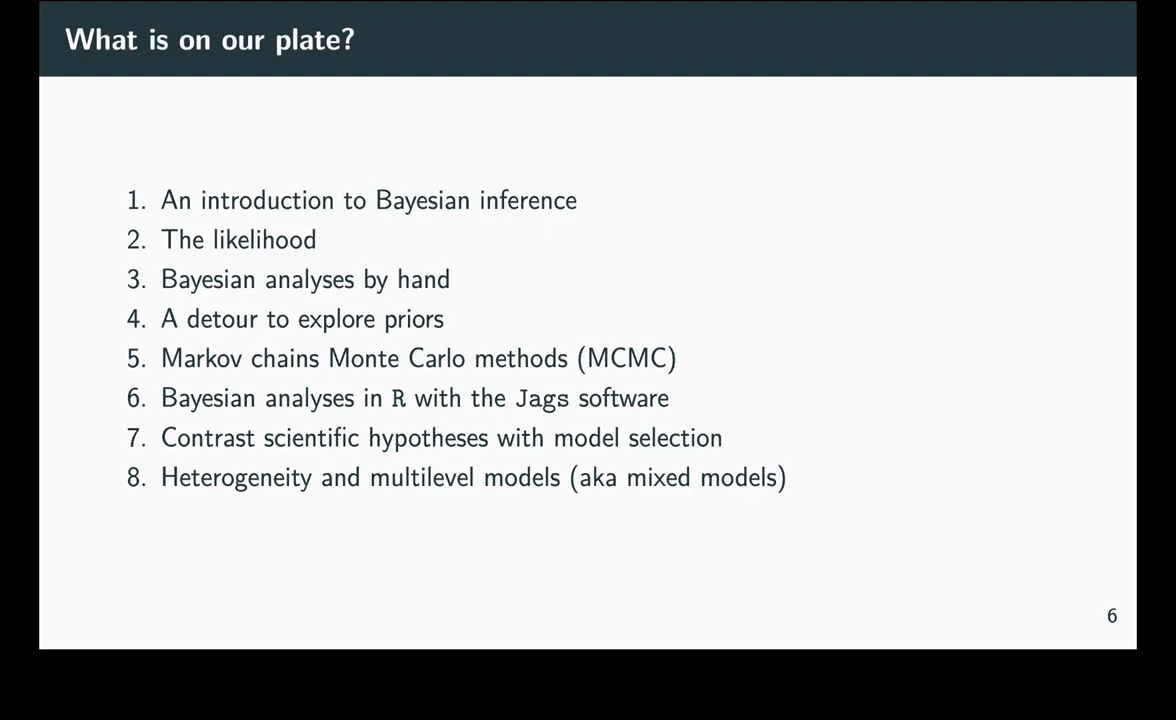 What is on our plate?
1. An introduction to Bayesian inference
2. The likelihood
3. Bayesian analyses by hand
4. A detour to explore priors
5. Markov chains Monte Carlo methods (MCMC)
6. Bayesian analyses in R with the Jags software
7. Contrast scientific hypotheses with model selection
8. Heterogeneity and multilevel models (aka mixed models)
6